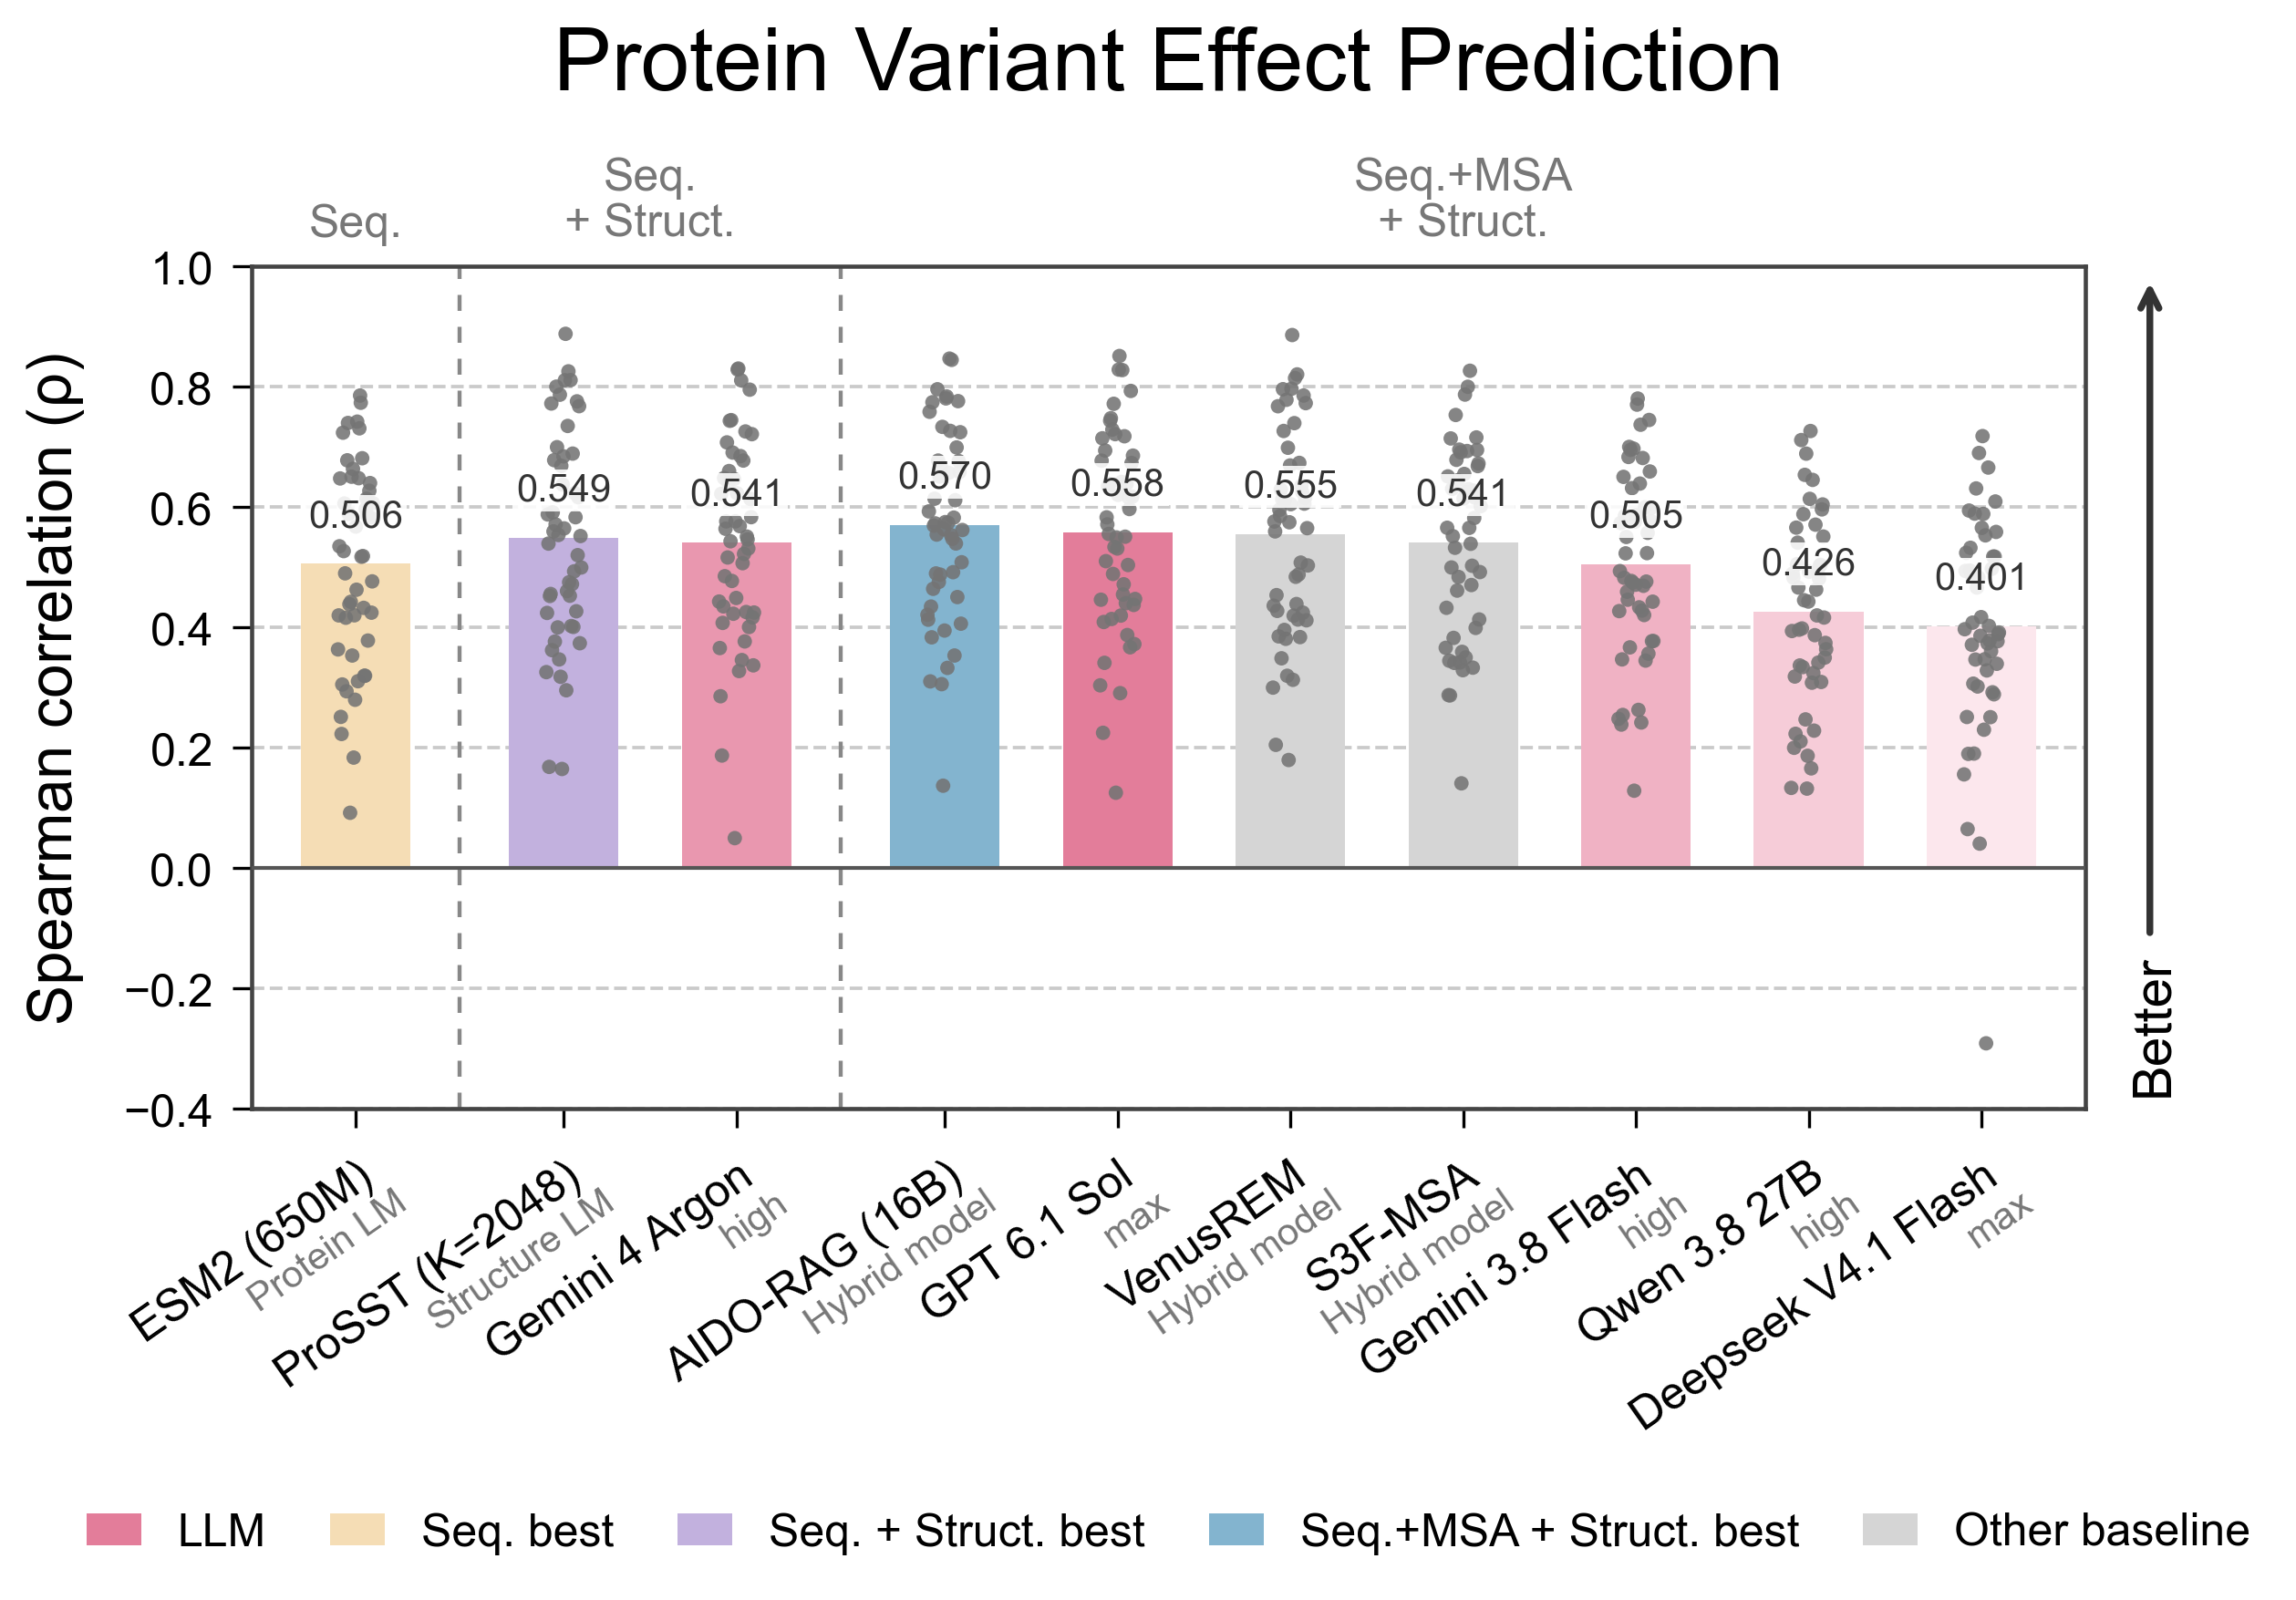 Protein Variant Effect Prediction
Seq.
Seq.
+ Struct.
Seq.+MSA
+ Struct.
Spearman correlation (ρ)
1.0
0.8
0.6
0.4
0.2
0.0
−0.2
−0.4
0.506
0.549
0.541
0.570
0.558
0.555
0.541
0.505
0.426
0.401
Better
ESM2 (650M)
Protein LM
ProSST (K=2048)
Structure LM
Gemini 4 Argon
high
AIDO-RAG (16B)
Hybrid model
GPT 6.1 Sol
max
VenusREM
Hybrid model
S3F-MSA
Hybrid model
Gemini 3.8 Flash
high
Qwen 3.8 27B
high
Deepseek V4.1 Flash
max
LLM
Seq. best
Seq. + Struct. best
Seq.+MSA + Struct. best
Other baseline